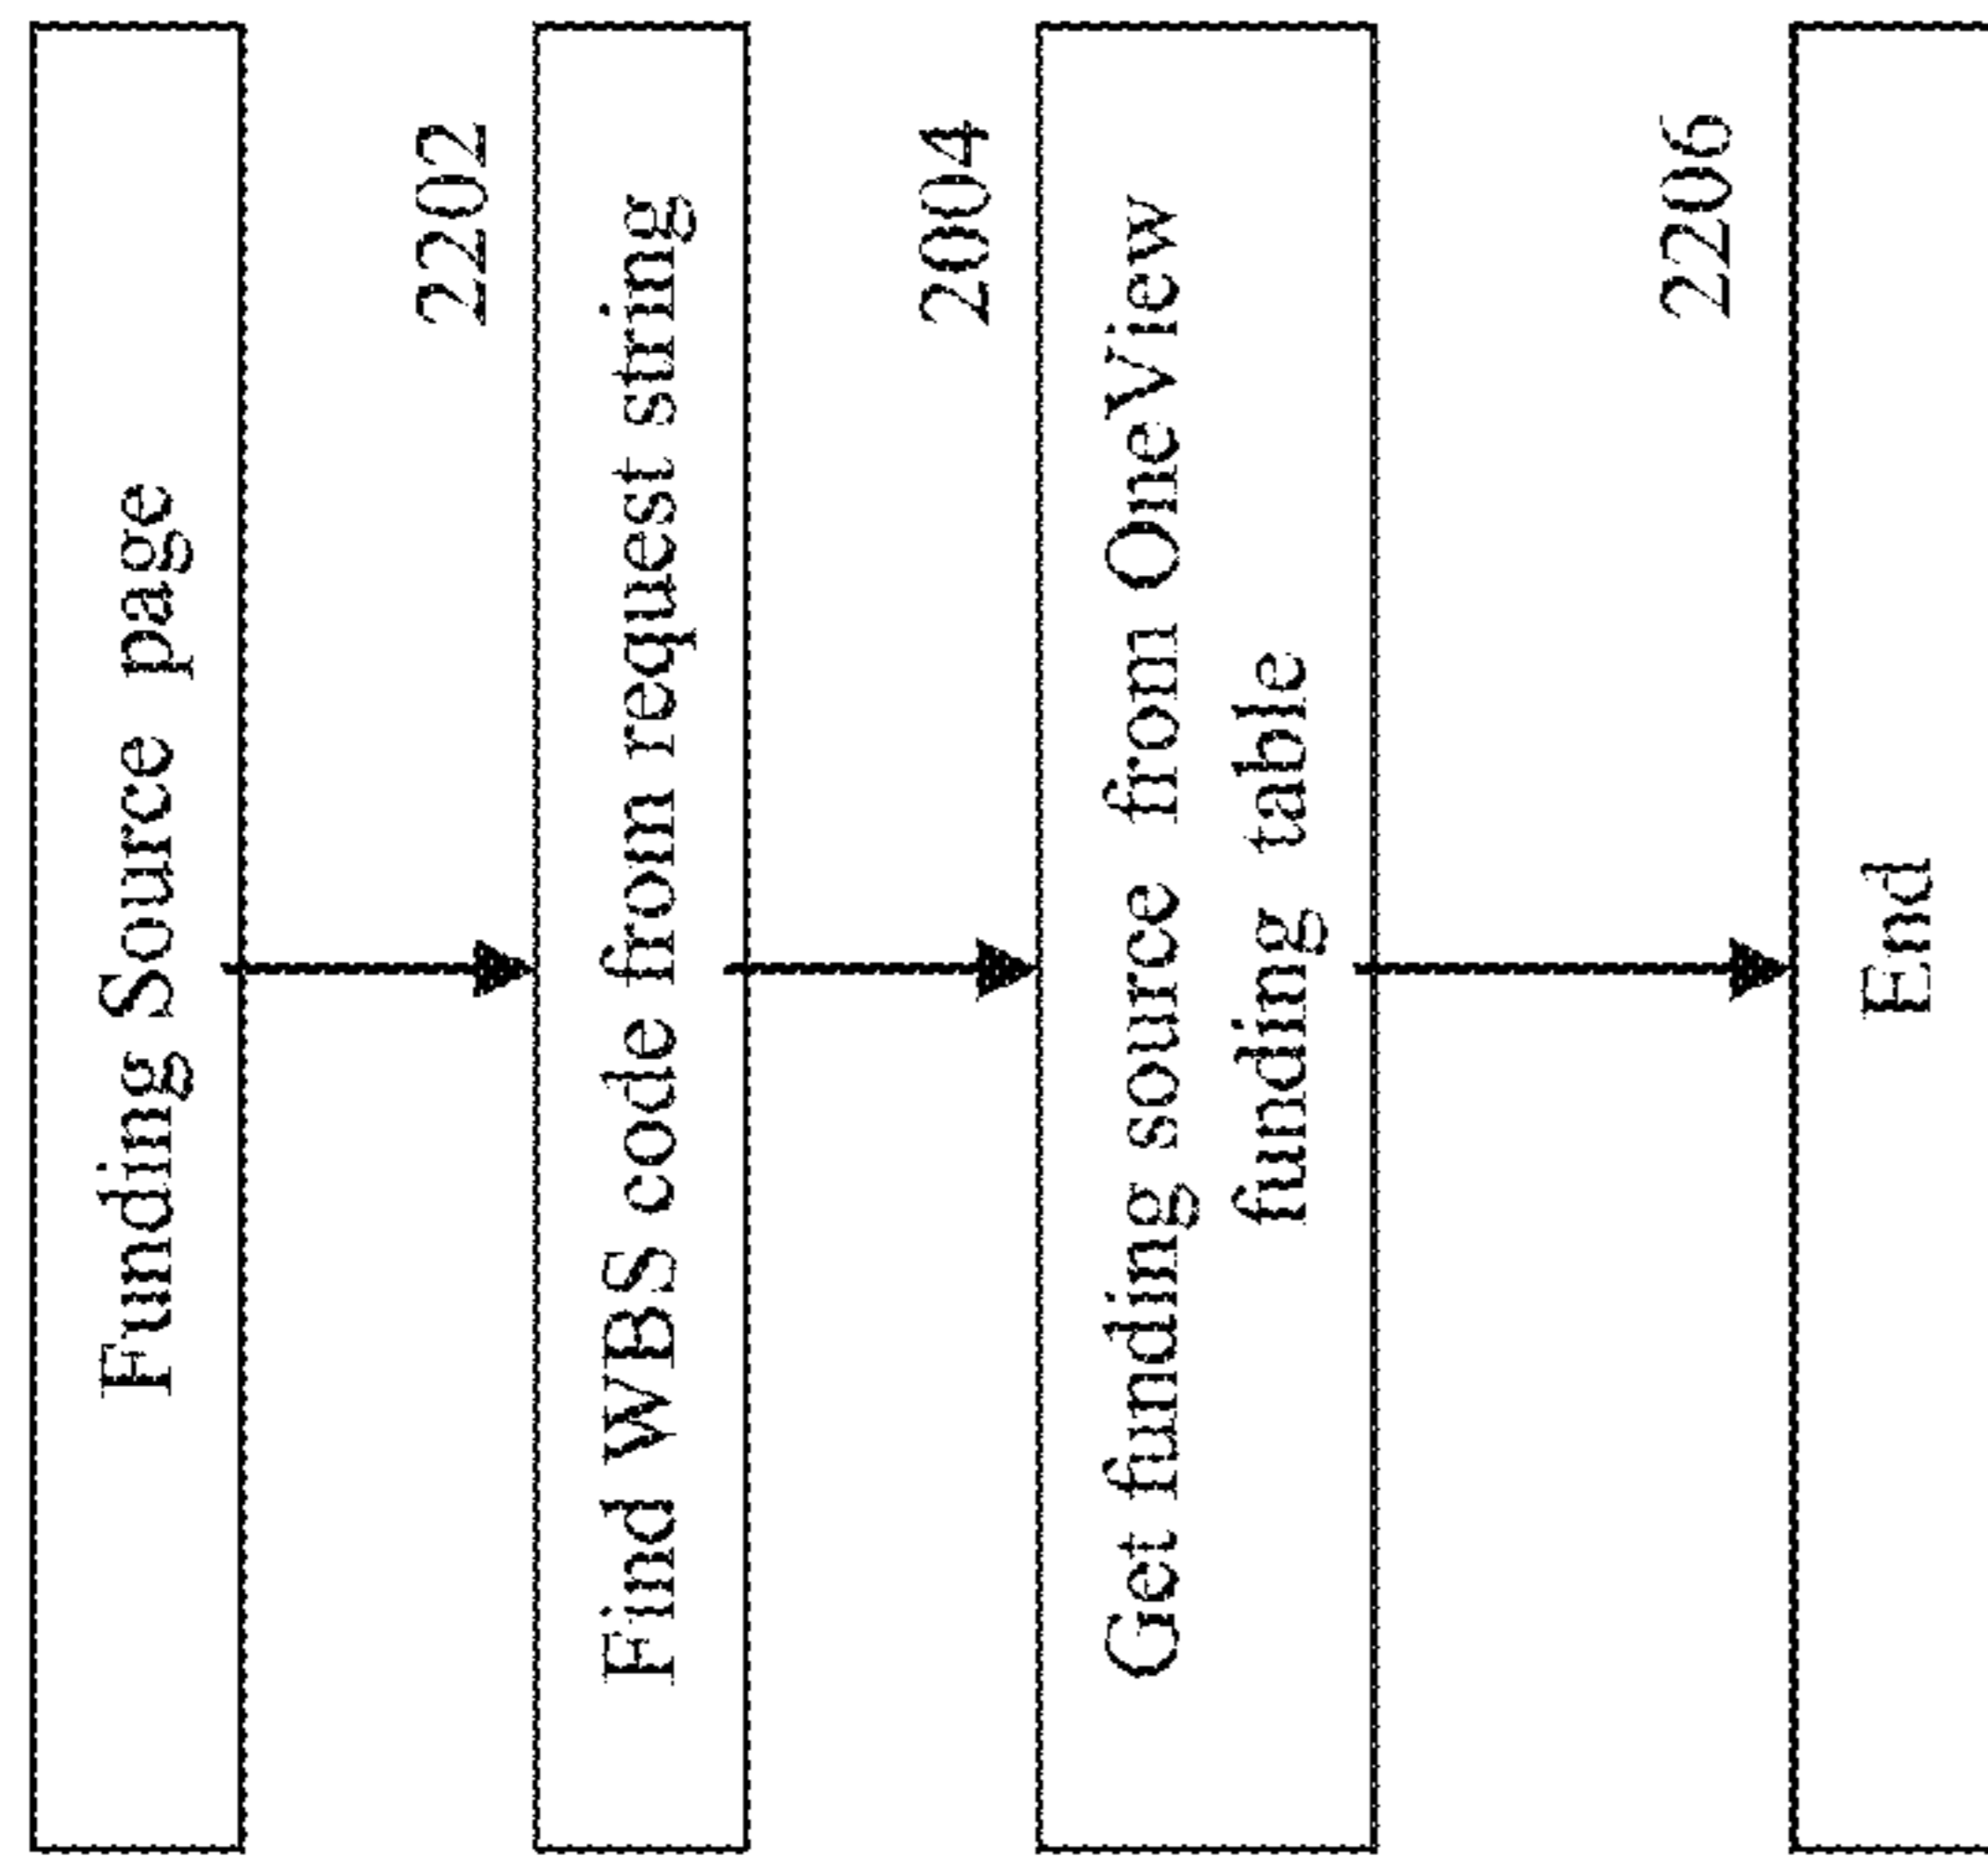 Funding Source page
2202
Find WBS code from request string
2004
Get funding source from OneView
funding table
2206
End